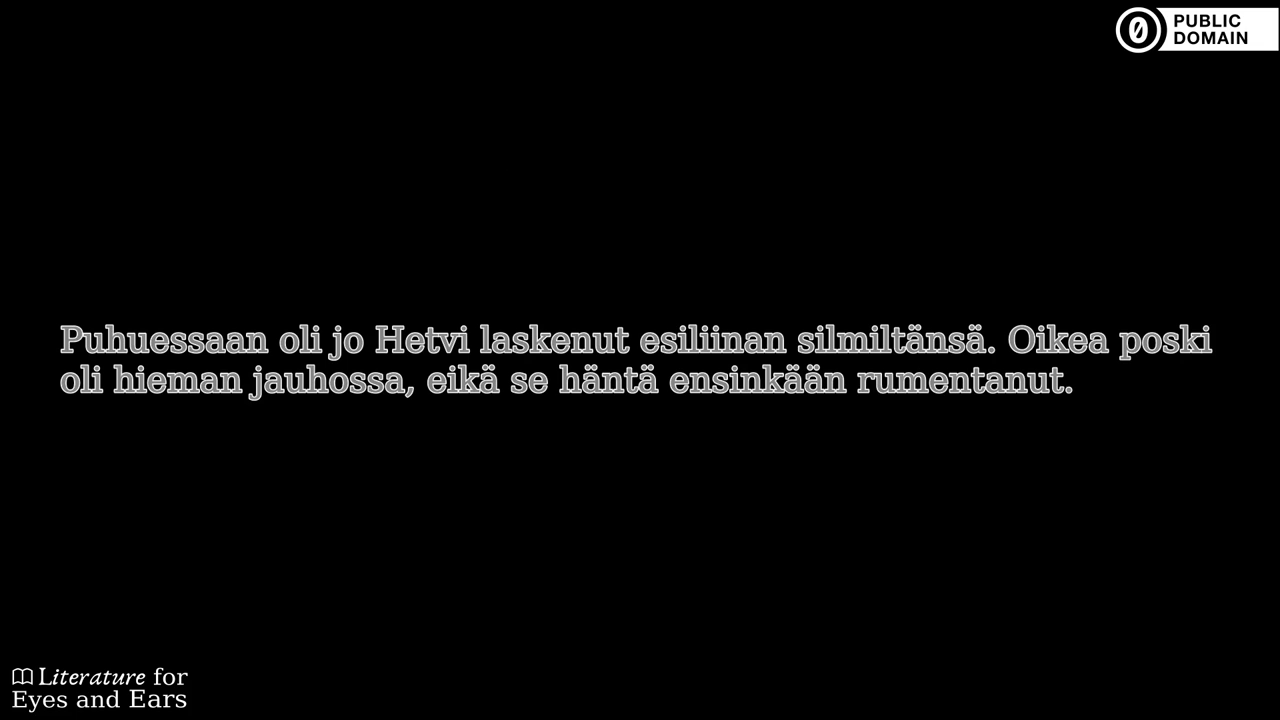 PUBLIC
DOMAIN
Puhuessaan oli jo Hetvi laskenut esiliinan silmiltänsä. Oikea poski
oli hieman jauhossa, eikä se häntä ensinkään rumentanut.
Literature for
Eyes and Ears